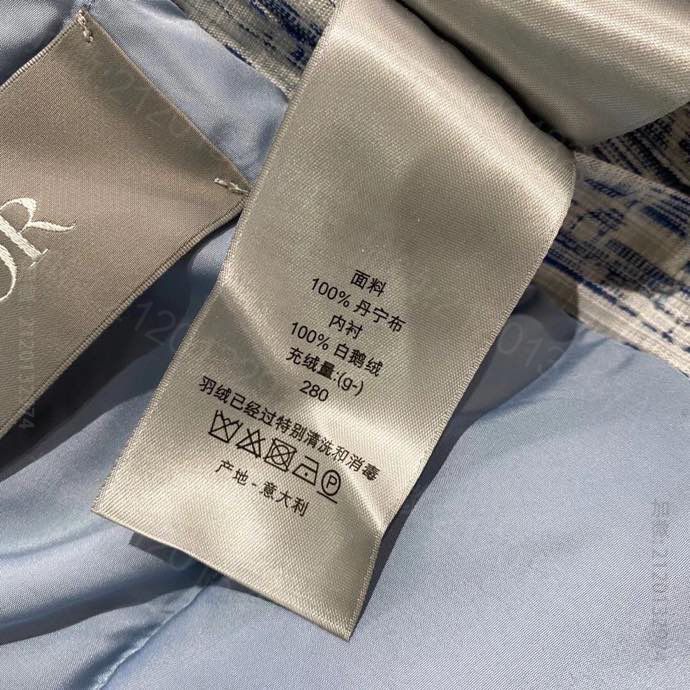 面料
100% 丹宁布
内衬
100% 白鹅绒
充绒量:(g-)
280
羽绒已经过特别清洗和消毒
产地 - 意大利
OR